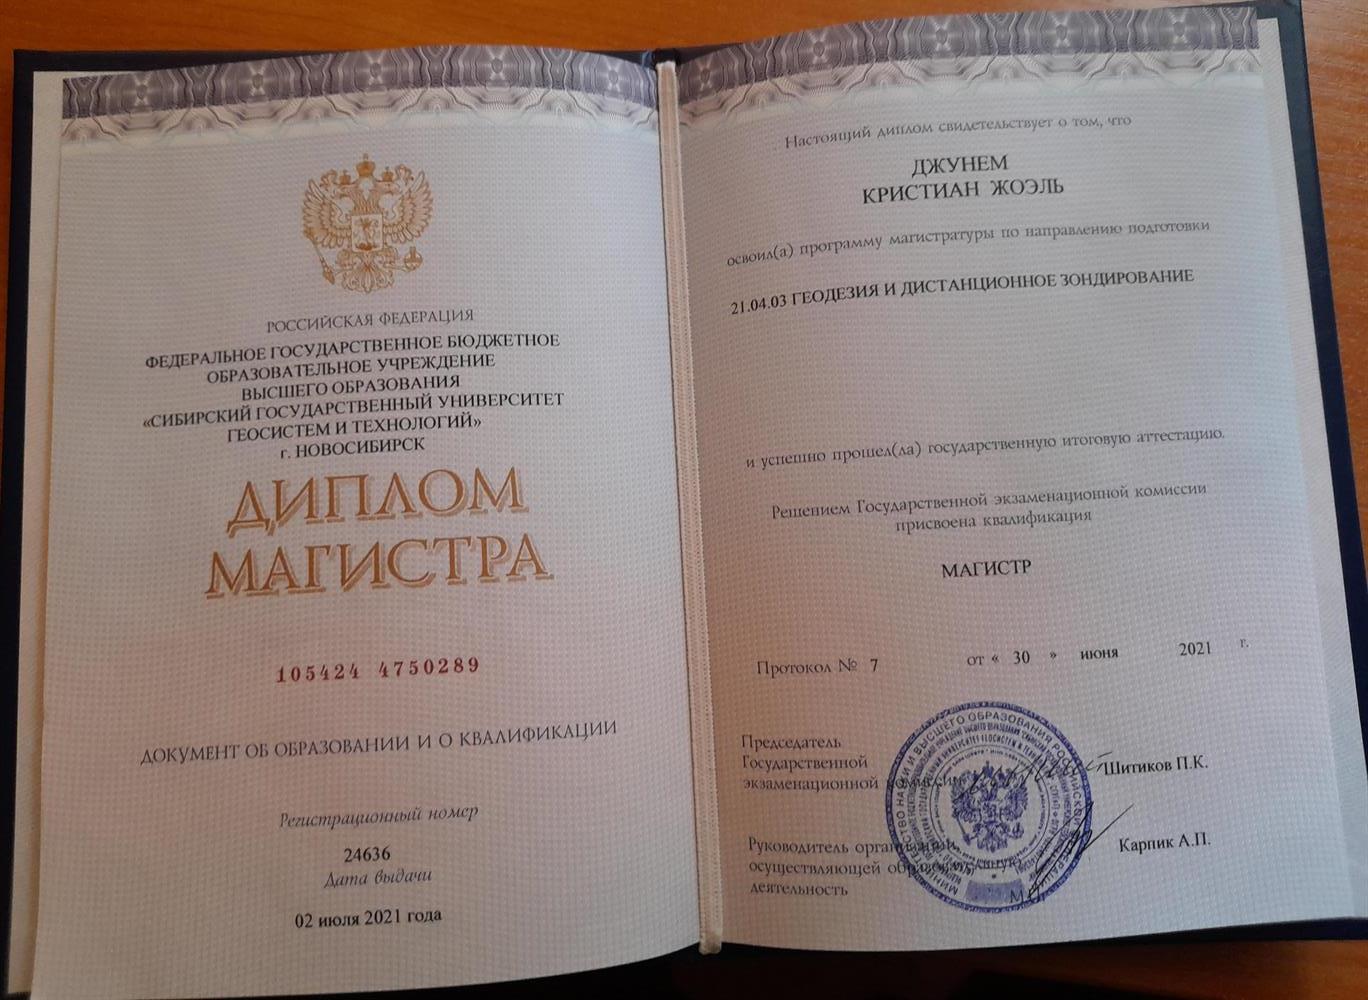 РОССИЙСКАЯ ФЕДЕРАЦИЯ
ФЕДЕРАЛЬНОЕ ГОСУДАРСТВЕННОЕ БЮДЖЕТНОЕ
ОБРАЗОВАТЕЛЬНОЕ УЧРЕЖДЕНИЕ
ВЫСШЕГО ОБРАЗОВАНИЯ
«СИБИРСКИЙ ГОСУДАРСТВЕННЫЙ УНИВЕРСИТЕТ
ГЕОСИСТЕМ И ТЕХНОЛОГИЙ»
г. НОВОСИБИРСК
ДИПЛОМ
МАГИСТРА
105424 4750289
ДОКУМЕНТ ОБ ОБРАЗОВАНИИ И О КВАЛИФИКАЦИИ
Регистрационный номер
24636
Дата выдачи
02 июля 2021 года
Настоящий диплом свидетельствует о том, что
ДЖУНЕМ
КРИСТИАН ЖОЭЛЬ
освоил(а) программу магистратуры по направлению подготовки
21.04.03 ГЕОДЕЗИЯ И ДИСТАНЦИОННОЕ ЗОНДИРОВАНИЕ
и успешно прошел(ла) государственную итоговую аттестацию.
Решением Государственной экзаменационной комиссии
присвоена квалификация
МАГИСТР
Протокол № 7 от « 30 » июня 2021 г.
Председатель
Государственной
экзаменационной комиссии Шитиков П.К.
Руководитель организации,
осуществляющей образовательную Карпик А.П.
деятельность